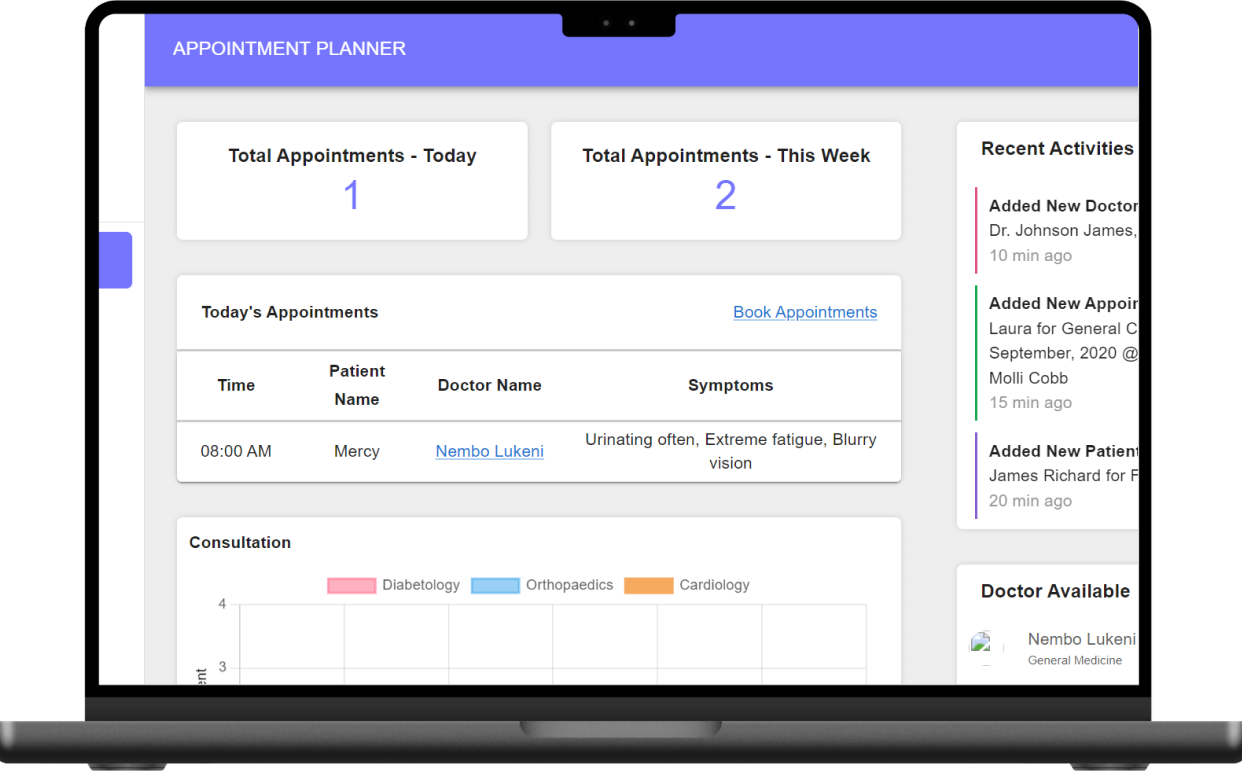 APPOINTMENT PLANNER
Total Appointments - Today
1
Total Appointments - This Week
2
Today's Appointments
Book Appointments
Time
Patient
Name
Doctor Name
Symptoms
08:00 AM
Mercy
Nembo Lukeni
Urinating often, Extreme fatigue, Blurry
vision
Consultation
Diabetology
Orthopaedics
Cardiology
4
3
Recent Activities
Added New Doctor
Dr. Johnson James,
10 min ago
Added New Appoin
Laura for General C
September, 2020 @
Molli Cobb
15 min ago
Added New Patient
James Richard for F
20 min ago
Doctor Available
Nembo Lukeni
General Medicine